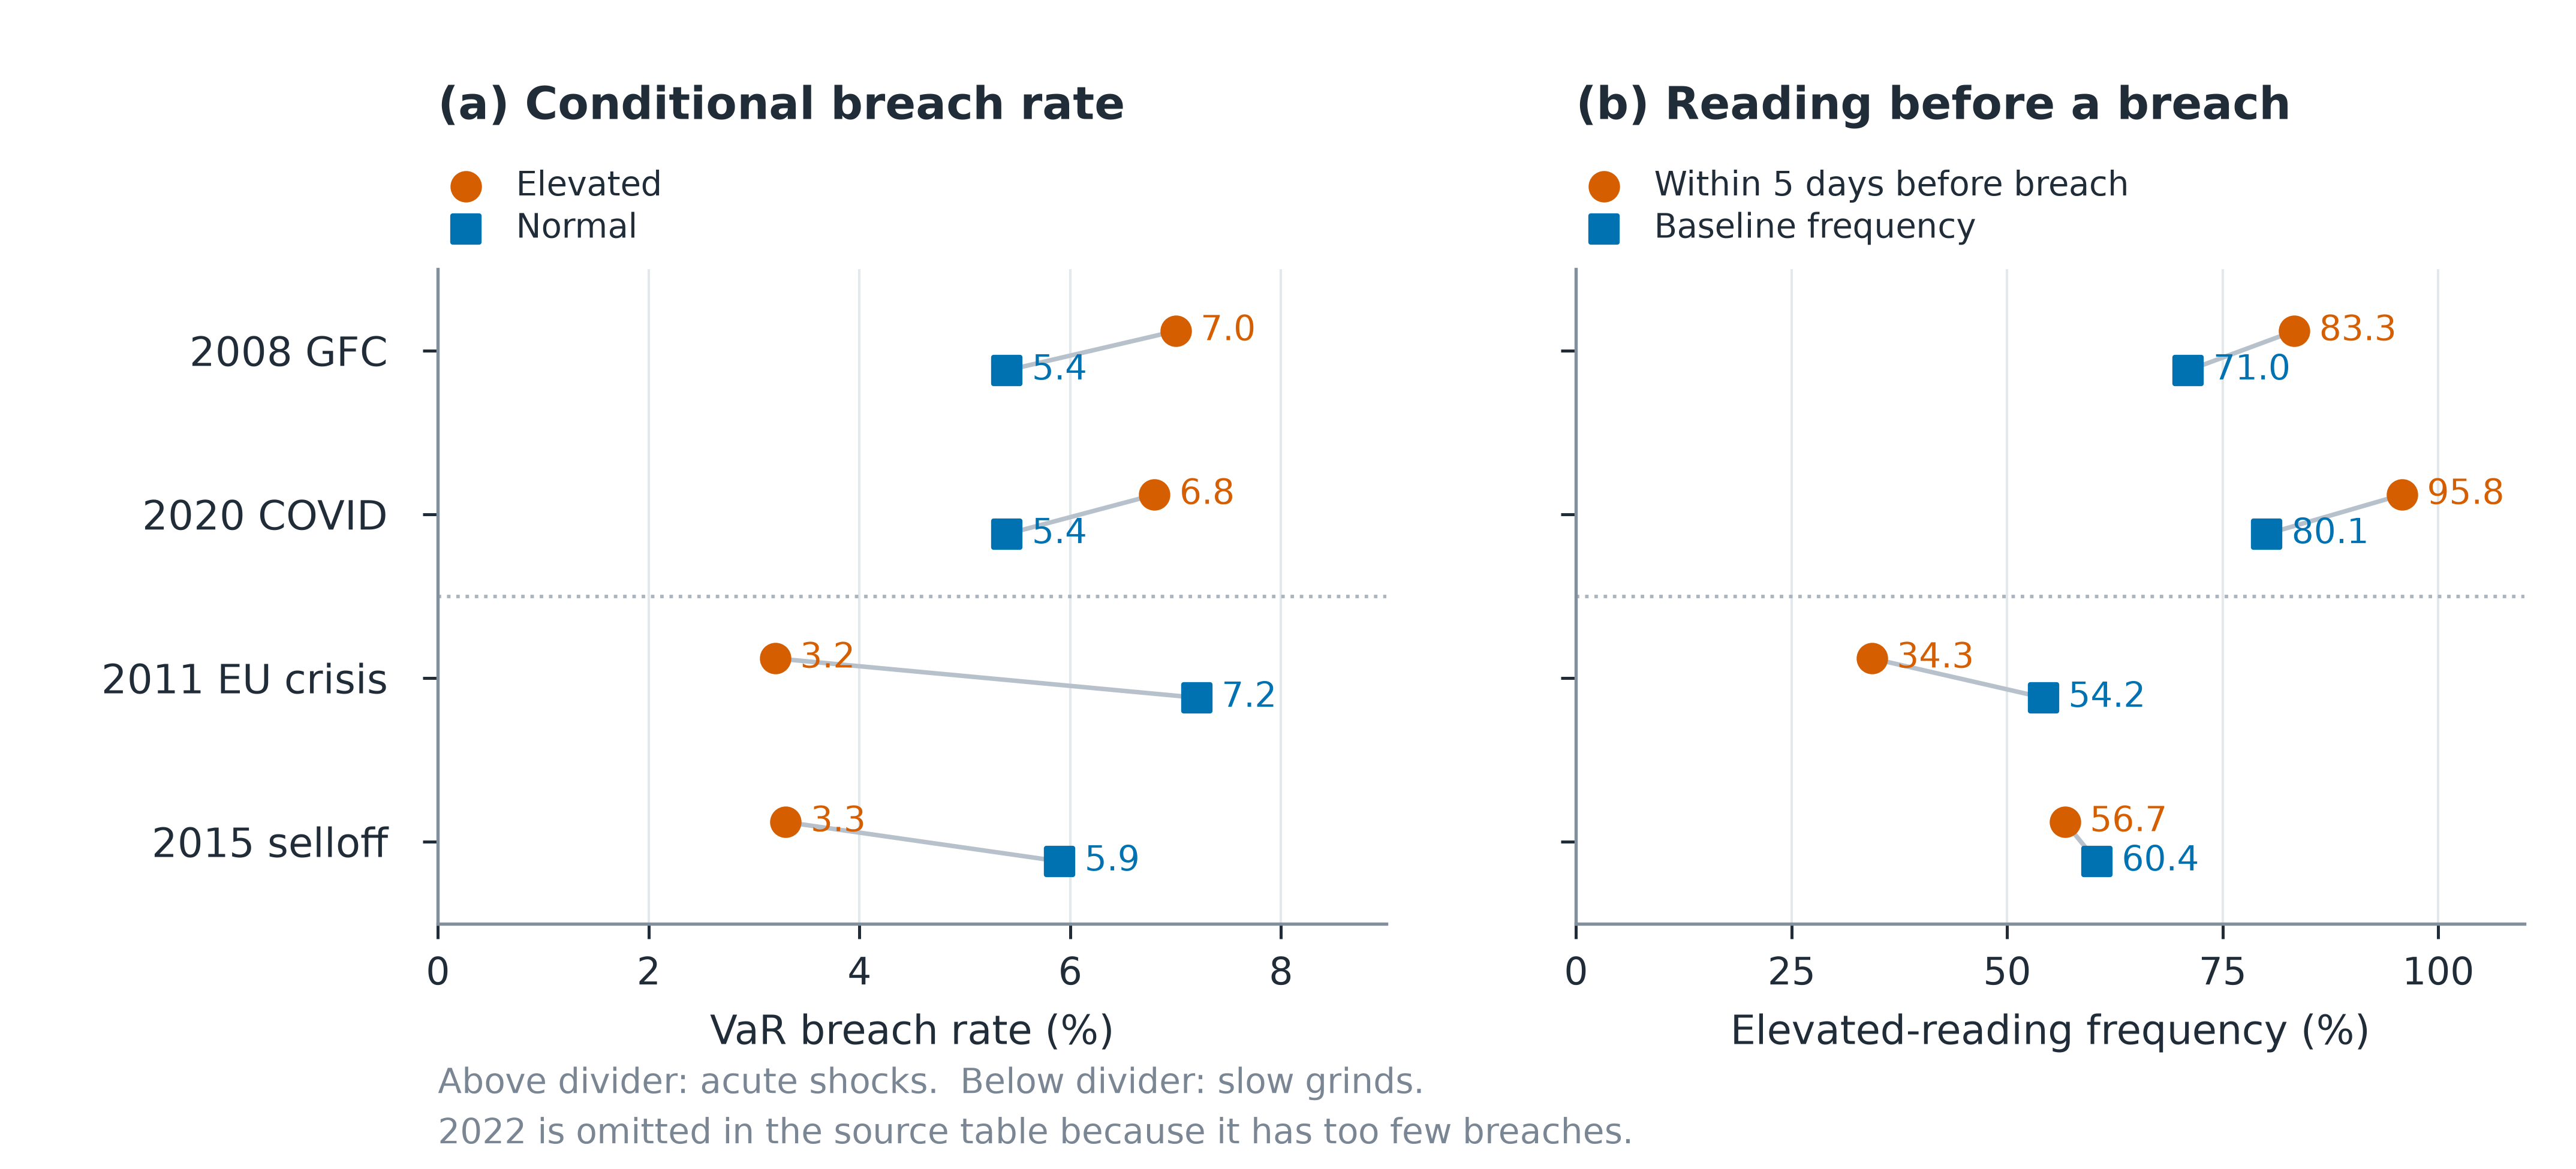 (a) Conditional breach rate
Elevated
Normal
2008 GFC
2020 COVID
2011 EU crisis
2015 selloff
7.0
5.4
6.8
5.4
3.2
7.2
3.3
5.9
0 2 4 6 8
VaR breach rate (%)
(b) Reading before a breach
Within 5 days before breach
Baseline frequency
83.3
71.0
95.8
80.1
34.3
54.2
56.7
60.4
0 25 50 75 100
Elevated-reading frequency (%)
Above divider: acute shocks. Below divider: slow grinds.
2022 is omitted in the source table because it has too few breaches.